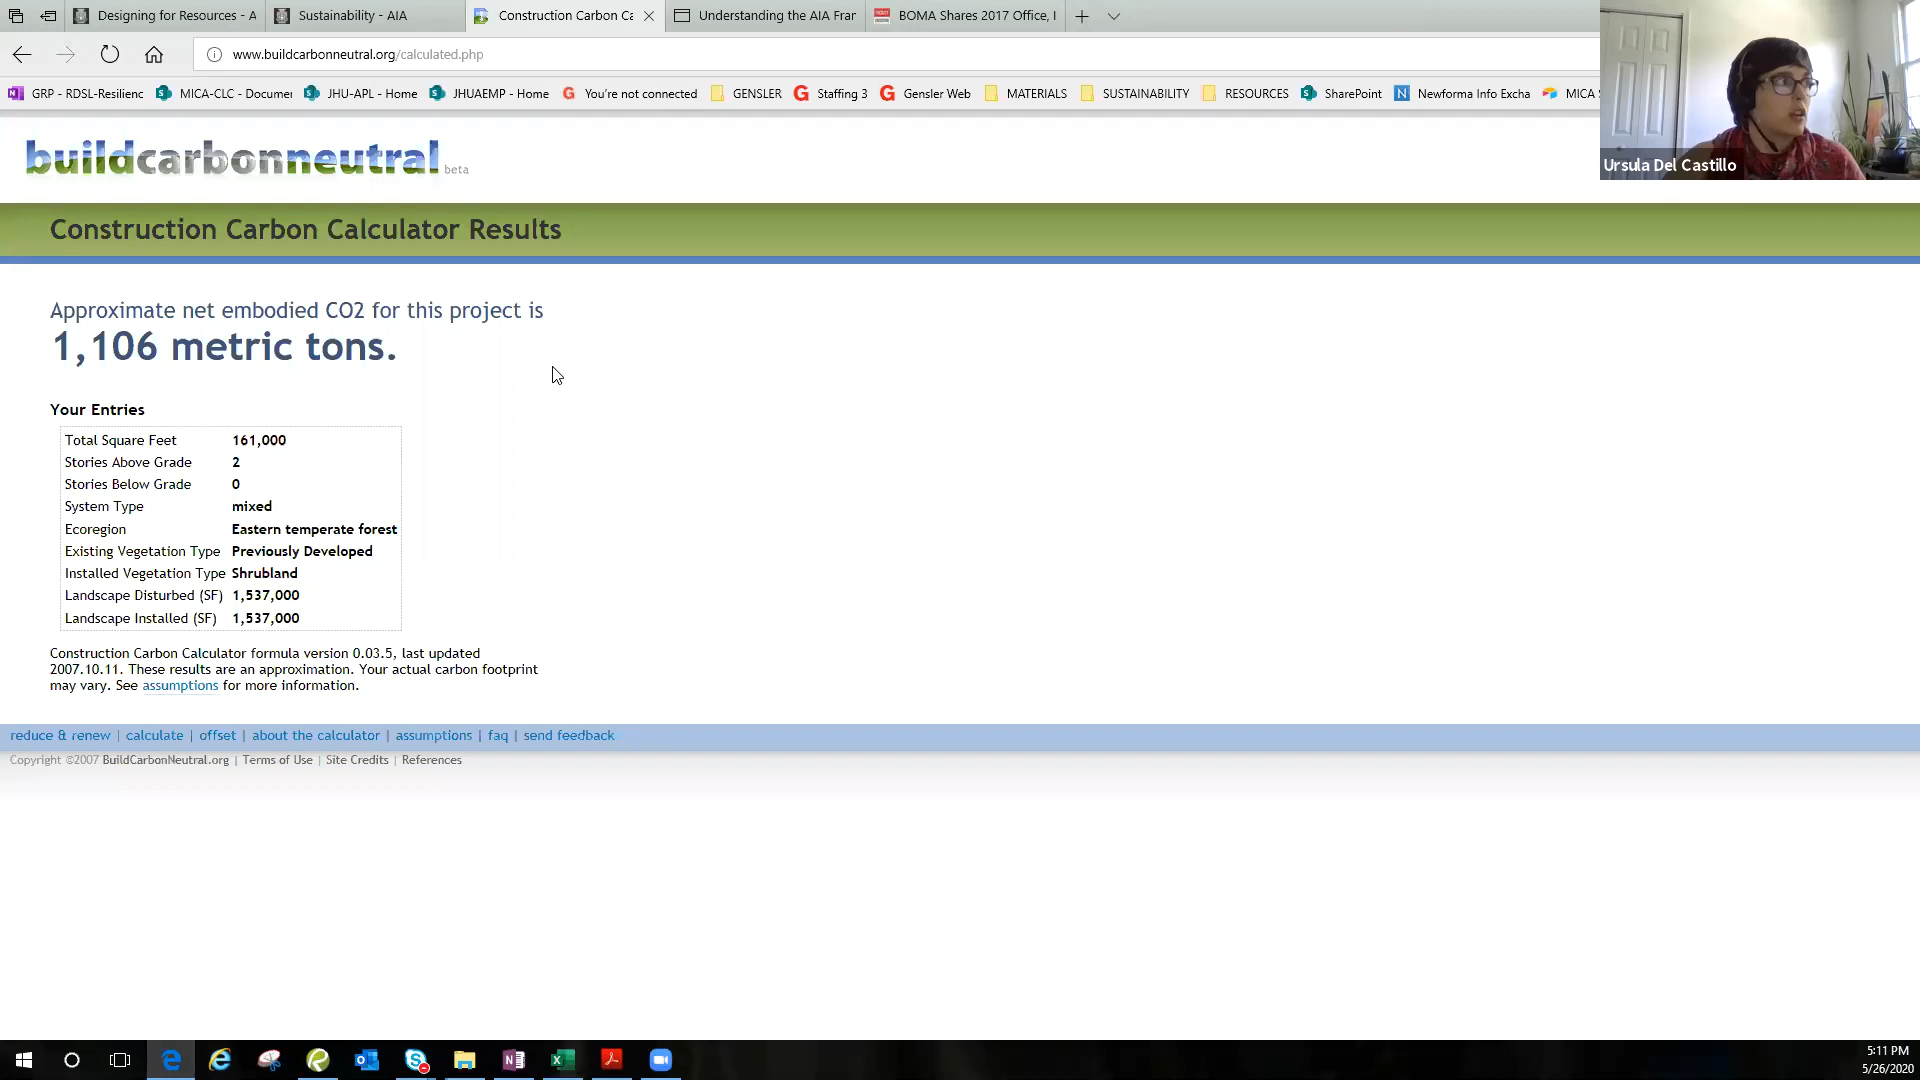 Designing for Resources - A
Sustainability - AIA
Construction Carbon Ca
Understanding the AIA Frar
BOMA Shares 2017 Office, I
www.buildcarbonneutral.org/calculated.php
GRP - RDSL-Resilienc
MICA-CLC - Documer
JHU-APL - Home
JHUAEMP - Home
You're not connected
GENSLER
Staffing 3
Gensler Web
MATERIALS
SUSTAINABILITY
RESOURCES
SharePoint
Newforma Info Excha
MICA S
Ursula Del Castillo
buildcarbonneutral beta
Construction Carbon Calculator Results
Approximate net embodied CO2 for this project is
1,106 metric tons.
Your Entries
Total Square Feet 161,000
Stories Above Grade 2
Stories Below Grade 0
System Type mixed
Ecoregion Eastern temperate forest
Existing Vegetation Type Previously Developed
Installed Vegetation Type Shrubland
Landscape Disturbed (SF) 1,537,000
Landscape Installed (SF) 1,537,000
Construction Carbon Calculator formula version 0.03.5, last updated
2007.10.11. These results are an approximation. Your actual carbon footprint
may vary. See assumptions for more information.
reduce & renew | calculate | offset | about the calculator | assumptions | faq | send feedback
Copyright ©2007 BuildCarbonNeutral.org | Terms of Use | Site Credits | References
5:11 PM
5/26/2020